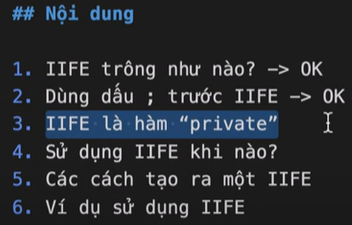 ## Nội dung
1. IIFE trông như nào? -> OK
2. Dùng dấu ; trước IIFE -> OK
3. IIFE là hàm “private”
4. Sử dụng IIFE khi nào?
5. Các cách tạo ra một IIFE
6. Ví dụ sử dụng IIFE